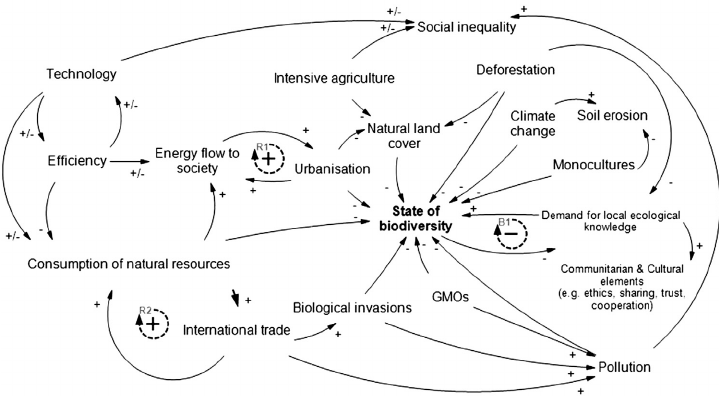 +/-
+
+/-
Social inequality
Technology
Intensive agriculture
Deforestation
+/-
+/-
+
Climate
change
Soil erosion
+
R1
+
Natural land
cover
-
-
-
-
Efficiency
+/-
Energy flow to
society
Urbanisation
Monocultures
+
+
-
-
-
-
-
-
-
State of
biodiversity
+
B1
-
Demand for local ecological
knowledge
+/-
-
-
+
Consumption of natural resources
-
-
-
-
Communitarian & Cultural
elements
(e.g. ethics, sharing, trust,
cooperation)
+
R2
+
+
International trade
Biological invasions
GMOs
+
+
+
+
Pollution